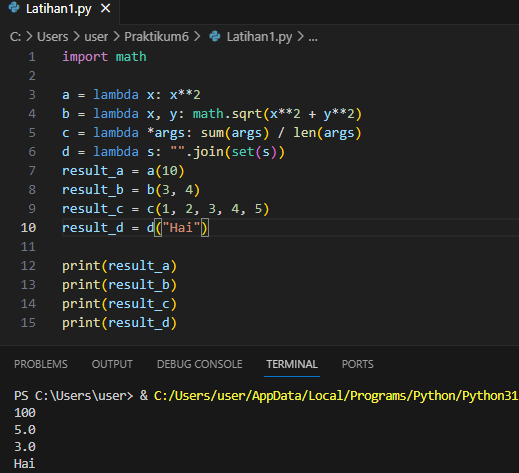 Latihan1.py X
C: > Users > user > Praktikum6 > Latihan1.py > ...
1 import math
2
3 a = lambda x: x**2
4 b = lambda x, y: math.sqrt(x**2 + y**2)
5 c = lambda *args: sum(args) / len(args)
6 d = lambda s: "".join(set(s))
7 result_a = a(10)
8 result_b = b(3, 4)
9 result_c = c(1, 2, 3, 4, 5)
10 result_d = d("Hai")
11
12 print(result_a)
13 print(result_b)
14 print(result_c)
15 print(result_d)
PROBLEMS OUTPUT DEBUG CONSOLE TERMINAL PORTS
PS C:\Users\user> & C:/Users/user/AppData/Local/Programs/Python/Python31
100
5.0
3.0
Hai